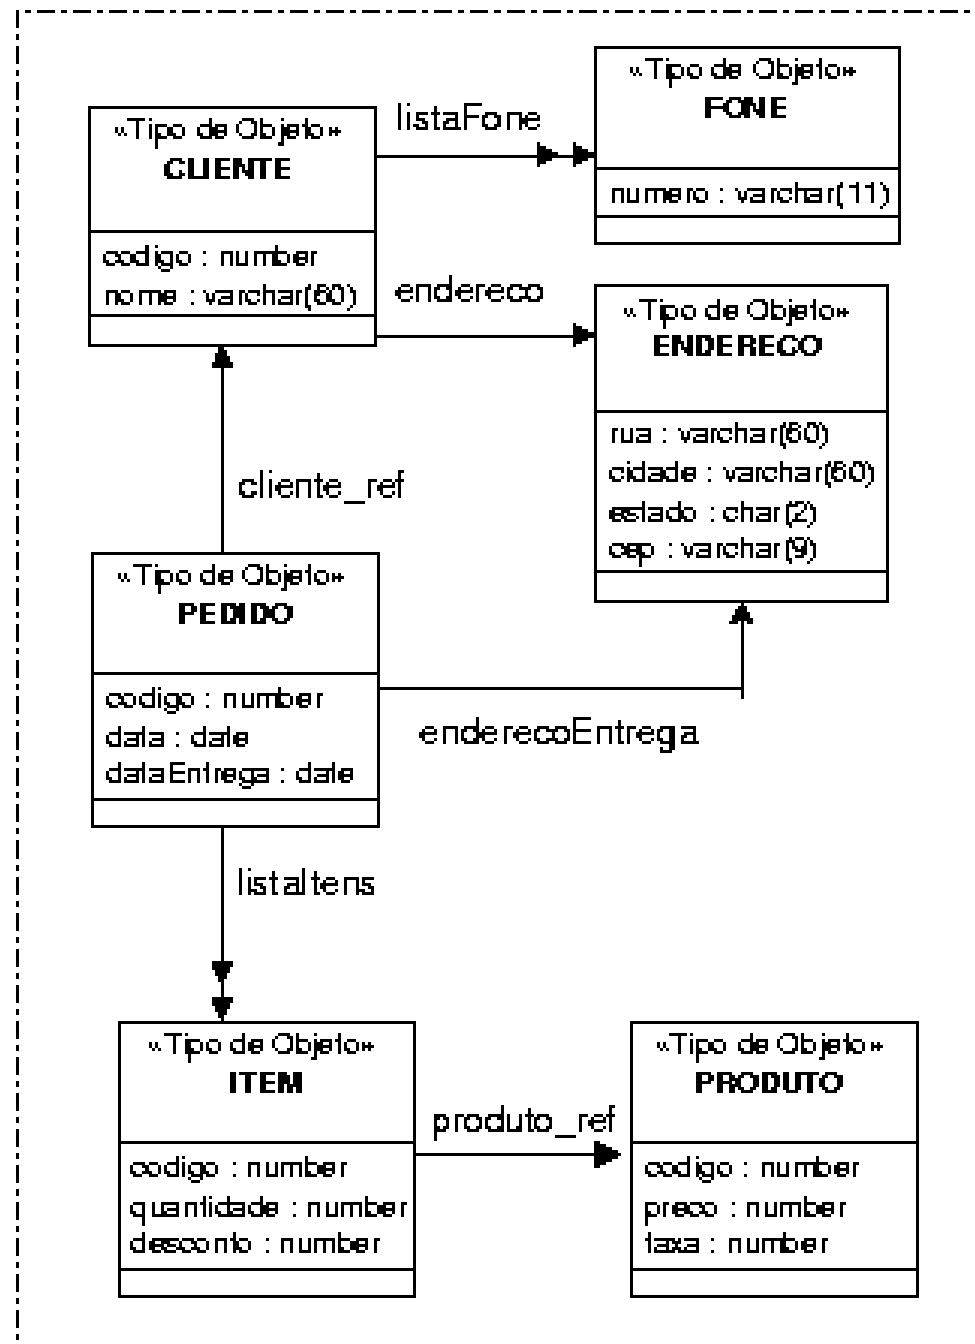 «Tipo de Objeto»
FONE
numero : varchar(11)
«Tipo de Objeto»
CLIENTE
codigo : number
nome : varchar(60)
listaFone
endereco
«Tipo de Objeto»
ENDERECO
rua : varchar(60)
cidade : varchar(60)
estado : char(2)
cep : varchar(9)
cliente_ref
«Tipo de Objeto»
PEDIDO
codigo : number
data : date
dataEntrega : date
enderecoEntrega
listaItens
«Tipo de Objeto»
ITEM
codigo : number
quantidade : number
desconto : number
produto_ref
«Tipo de Objeto»
PRODUTO
codigo : number
preco : number
taxa : number